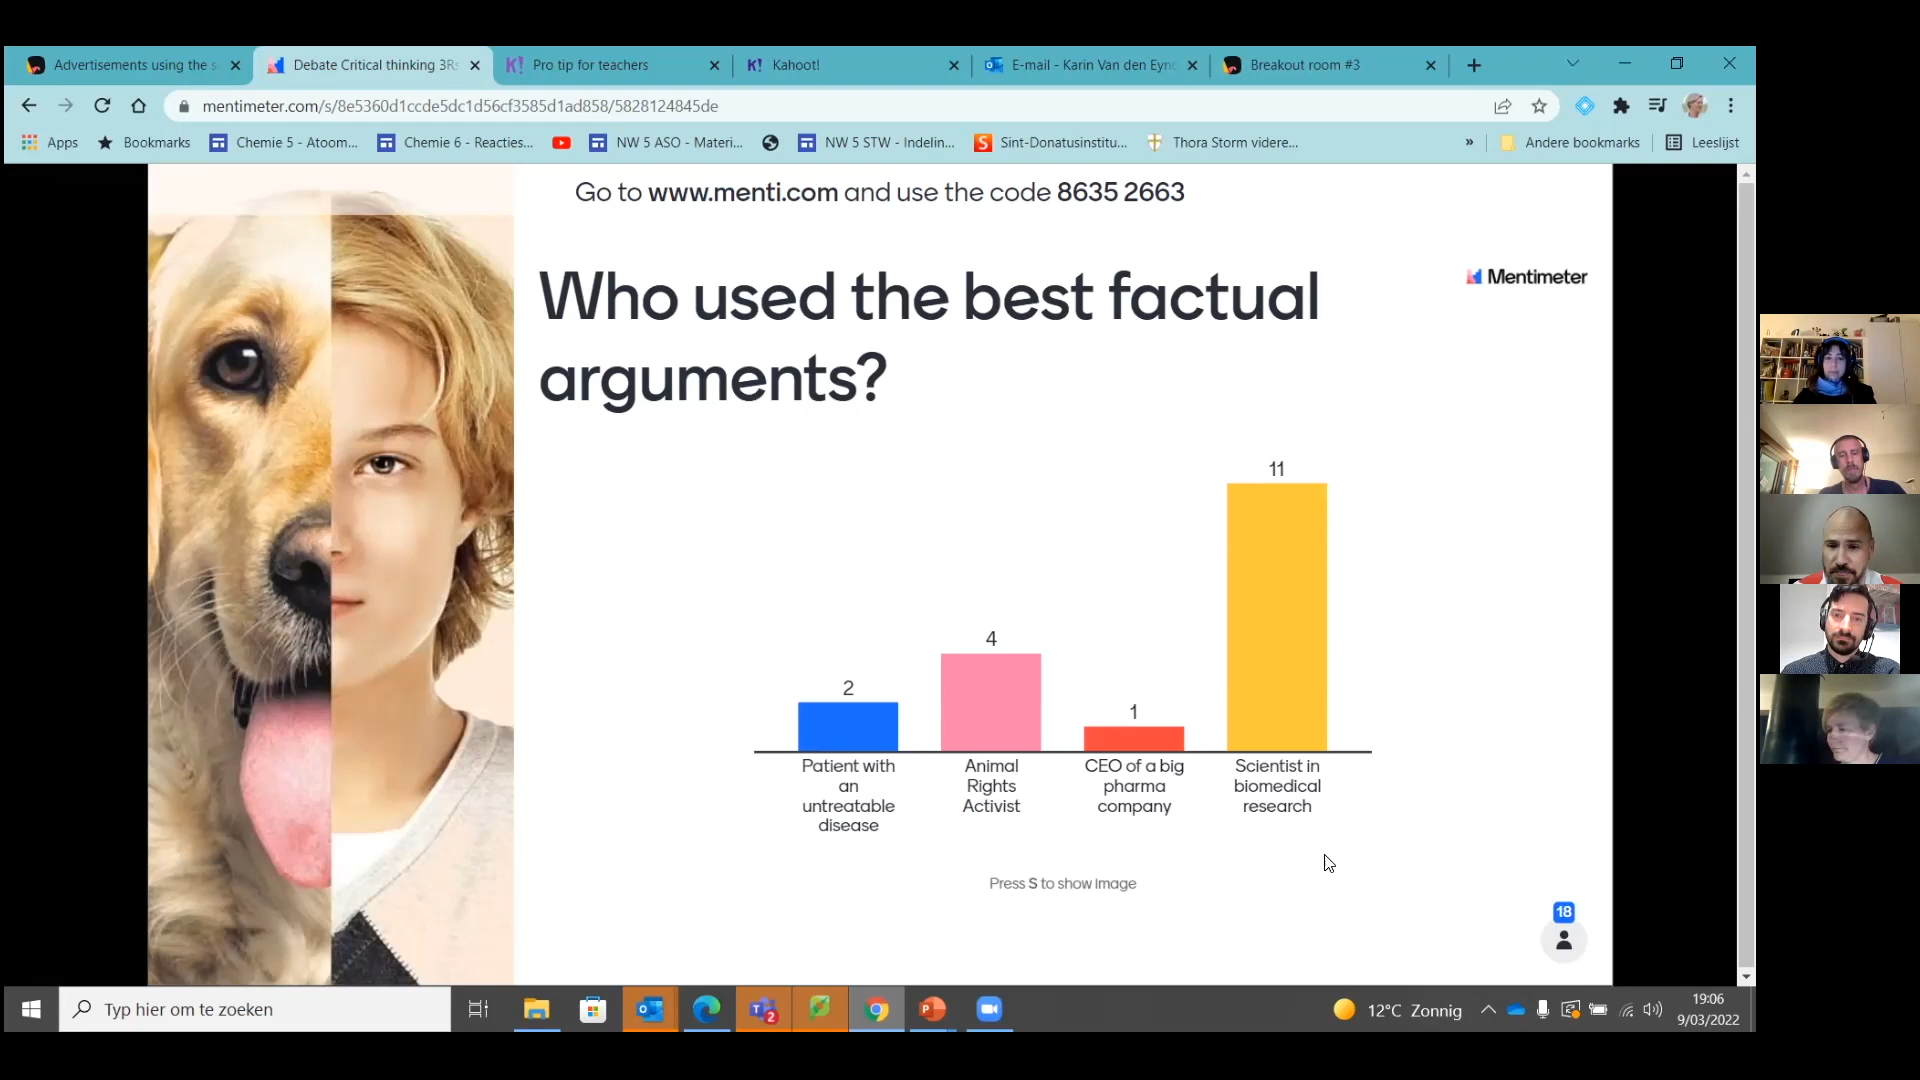 Advertisements using the s
Debate Critical thinking 3Rs
Pro tip for teachers
Kahoot!
E-mail - Karin Van den Eync
Breakout room #3
mentimeter.com/s/8e5360d1ccde5dc1d56cf3585d1ad858/5828124845de
Apps
Bookmarks
Chemie 5 - Atoom...
Chemie 6 - Reacties...
NW 5 ASO - Materi...
NW 5 STW - Indelin...
Sint-Donatusinstitu...
Thora Storm videre...
»
Andere bookmarks
Leeslijst
Go to www.menti.com and use the code 8635 2663
Mentimeter
Who used the best factual
arguments?
2
4
1
11
Patient with
an
untreatable
disease
Animal
Rights
Activist
CEO of a big
pharma
company
Scientist in
biomedical
research
Press S to show image
18
Typ hier om te zoeken
2
12°C Zonnig
19:06
9/03/2022